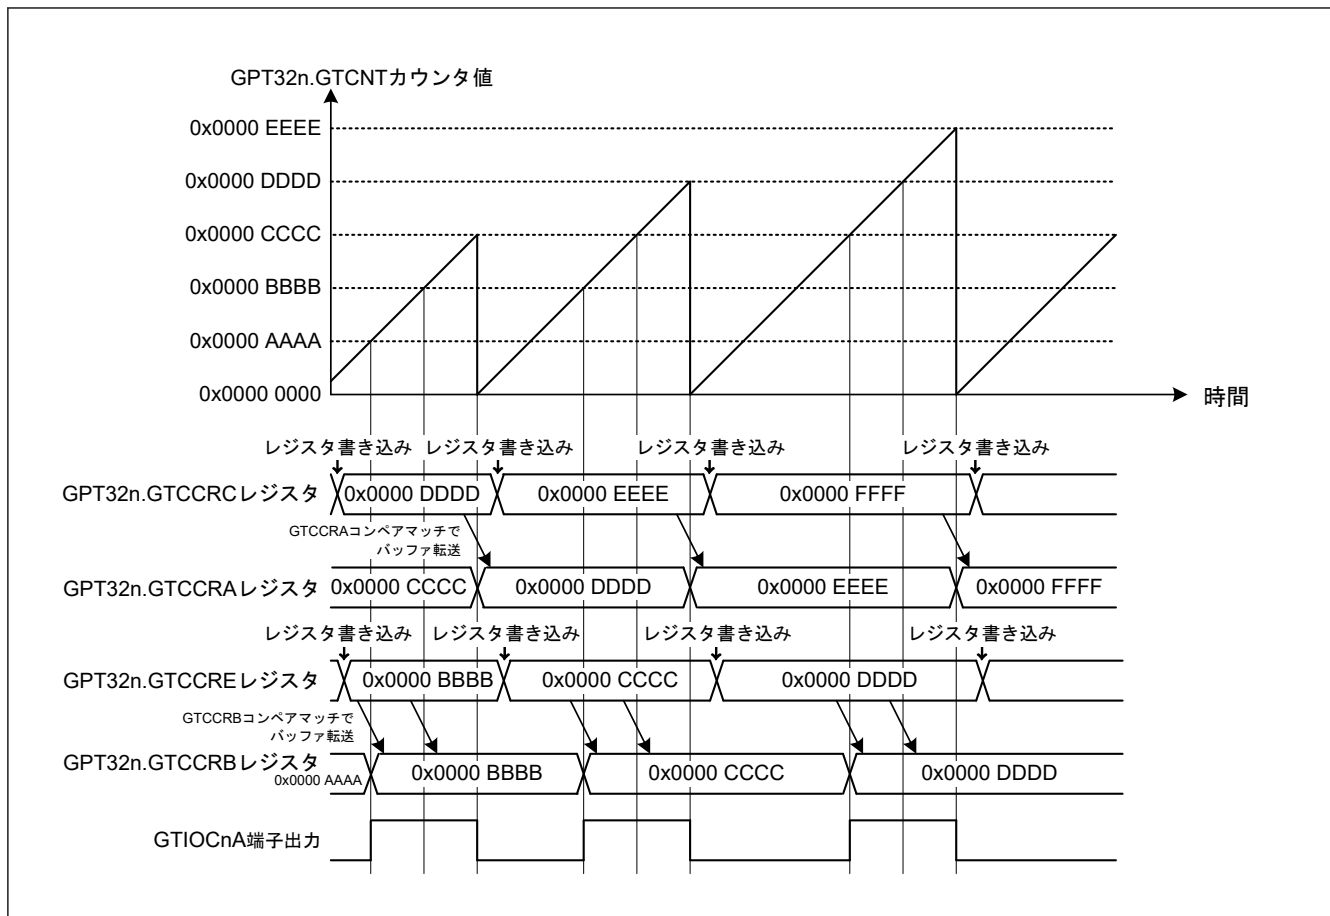 GPT32n.GTCNTカウンタ値
0x0000 EEEE
0x0000 DDDD
0x0000 CCCC
0x0000 BBBB
0x0000 AAAA
0x0000 0000
時間
レジスタ書き込み レジスタ書き込み レジスタ書き込み レジスタ書き込み
GPT32n.GTCCRCレジスタ 0x0000 DDDD 0x0000 EEEE 0x0000 FFFF
GTCCRAコンペアマッチで
バッファ転送
GPT32n.GTCCRAレジスタ 0x0000 CCCC 0x0000 DDDD 0x0000 EEEE 0x0000 FFFF
レジスタ書き込み レジスタ書き込み レジスタ書き込み レジスタ書き込み
GPT32n.GTCCREレジスタ 0x0000 BBBB 0x0000 CCCC 0x0000 DDDD
GTCCRBコンペアマッチで
バッファ転送
GPT32n.GTCCRBレジスタ 0x0000 AAAA 0x0000 BBBB 0x0000 CCCC 0x0000 DDDD
GTIOCnA端子出力